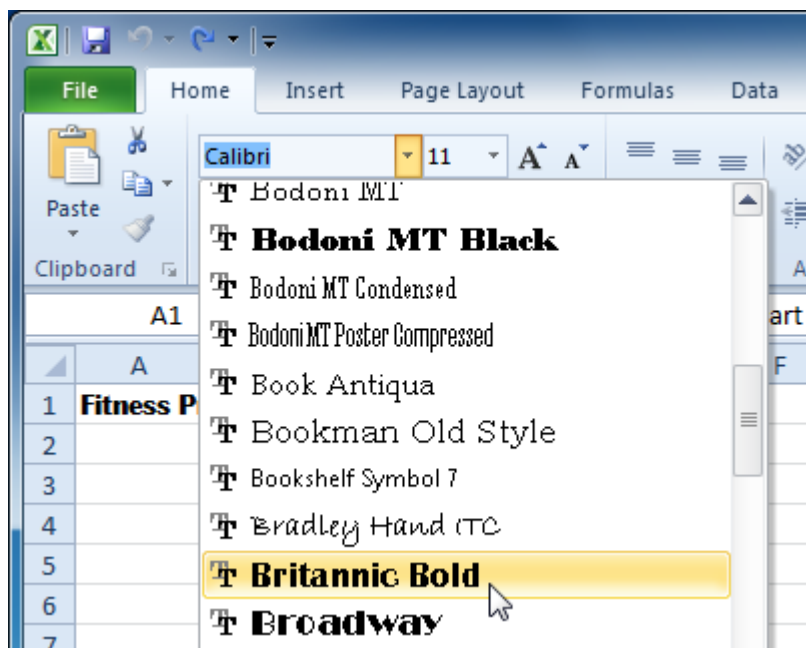 File Home Insert Page Layout Formulas Data
Calibri 11 A A
Paste
Bodoni MT
Bodoni MT Black
Clipboard A
Bodoni MT Condensed
A1 art
Bodoni MT Poster Compressed
A F
Book Antiqua
1 Fitness P
Bookman Old Style
2
Bookshelf Symbol 7
3
Bradley Hand ITC
4
Britannic Bold
5
6
Broadway
7